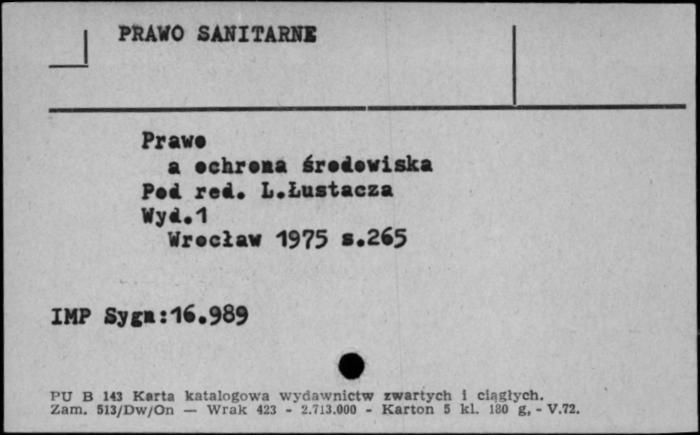 PRAWO SANITARNE
Prawo
a ochrona środowiska
Pod red. L.Łustacza
Wyd.1
Wrocław 1975 s.265
IMP Sygn:16.989
PU B 143 Karta katalogowa wydawnictw zwartych i ciągłych.
Zam. 513/Dw/On — Wrak 423 - 2.713.000 - Karton 5 kl. 180 g, - V.72.